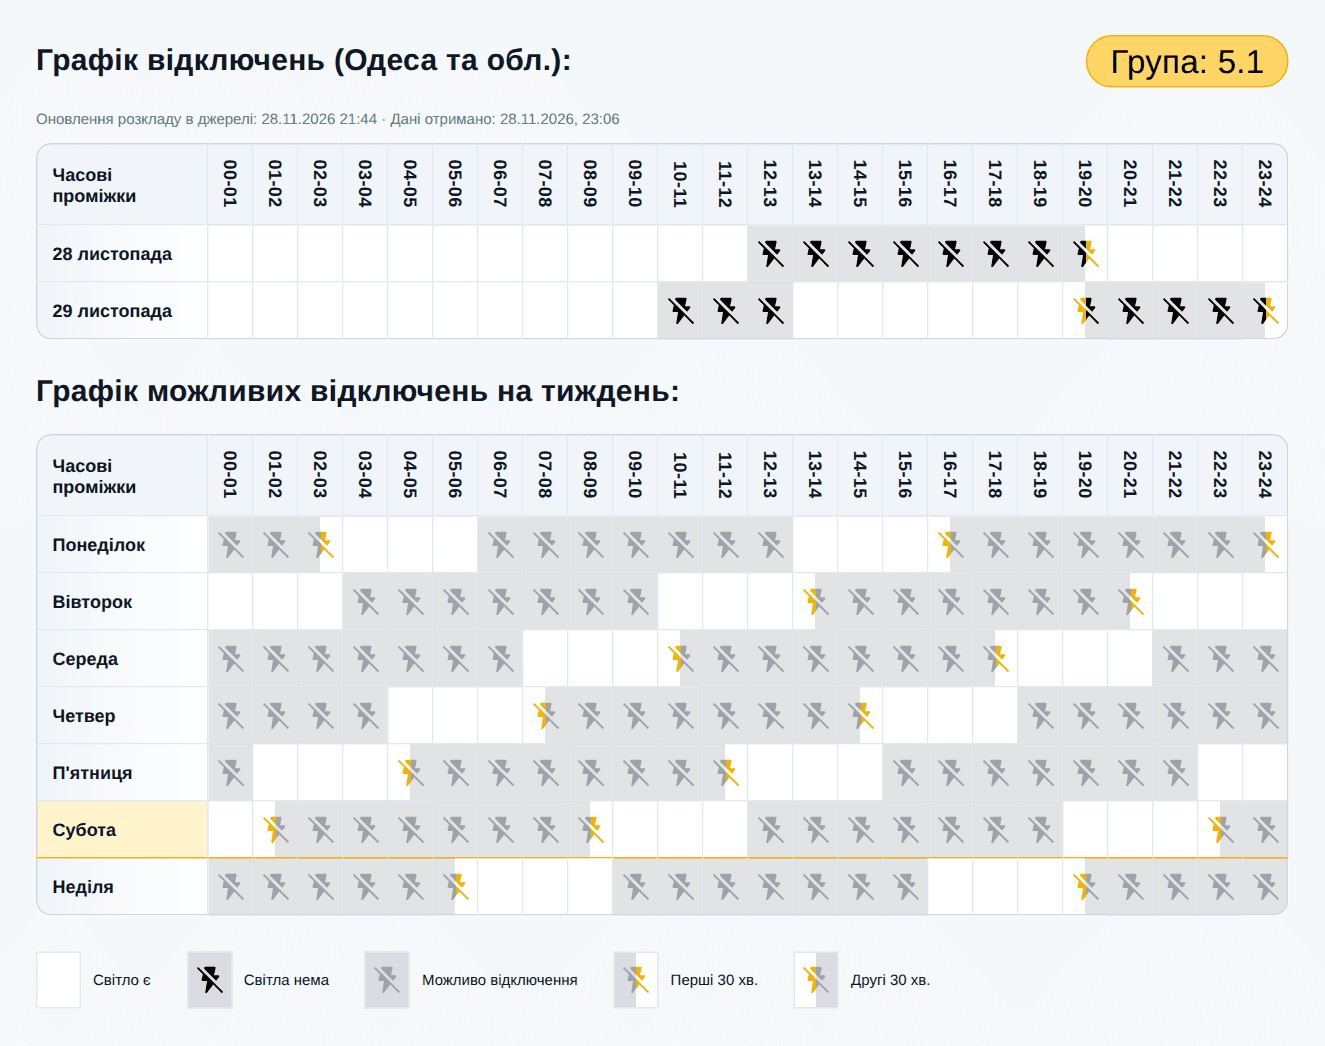 Графік відключень (Одеса та обл.):
Група: 5.1
Оновлення розкладу в джерелі: 28.11.2026 21:44 · Дані отримано: 28.11.2026, 23:06
Часові
проміжки
00-01 01-02 02-03 03-04 04-05 05-06 06-07 07-08 08-09 09-10 10-11 11-12 12-13 13-14 14-15 15-16 16-17 17-18 18-19 19-20 20-21 21-22 22-23 23-24
28 листопада
29 листопада
Графік можливих відключень на тиждень:
Часові
проміжки
00-01 01-02 02-03 03-04 04-05 05-06 06-07 07-08 08-09 09-10 10-11 11-12 12-13 13-14 14-15 15-16 16-17 17-18 18-19 19-20 20-21 21-22 22-23 23-24
Понеділок
Вівторок
Середа
Четвер
П'ятниця
Субота
Неділя
Світло є
Світла нема
Можливо відключення
Перші 30 хв.
Другі 30 хв.